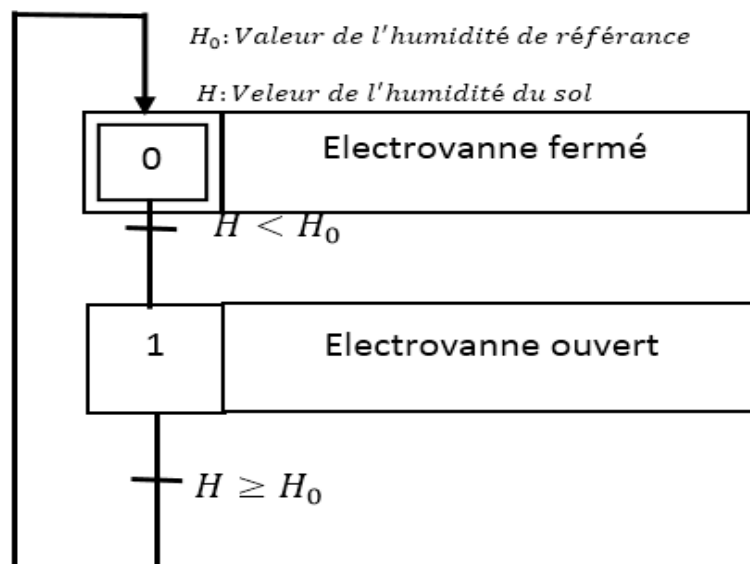 H₀: Valeur de l'humidité de référance
H: Veleur de l'humidité du sol
0
Electrovanne fermé
H < H₀
1
Electrovanne ouvert
H ≥ H₀